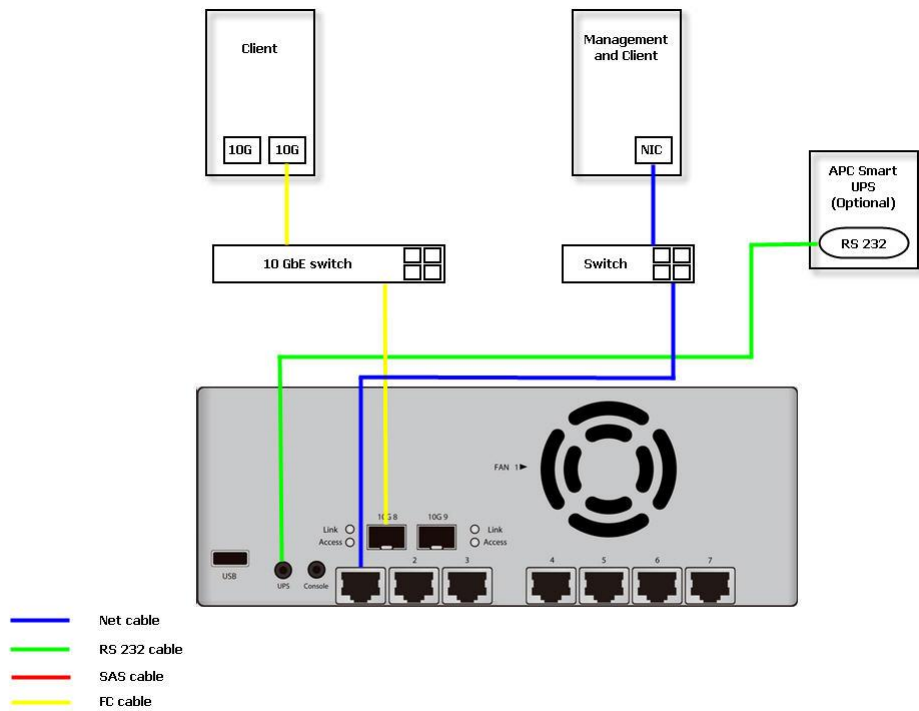 Client
10G
10G
Management
and Client
NIC
APC Smart
UPS
(Optional)
RS 232
10 GbE switch
Switch
FAN 1►
10G 8
10G 9
Link
Access
Link
Access
USB
UPS
Console
2
3
4
5
6
7
Net cable
RS 232 cable
SAS cable
FC cable